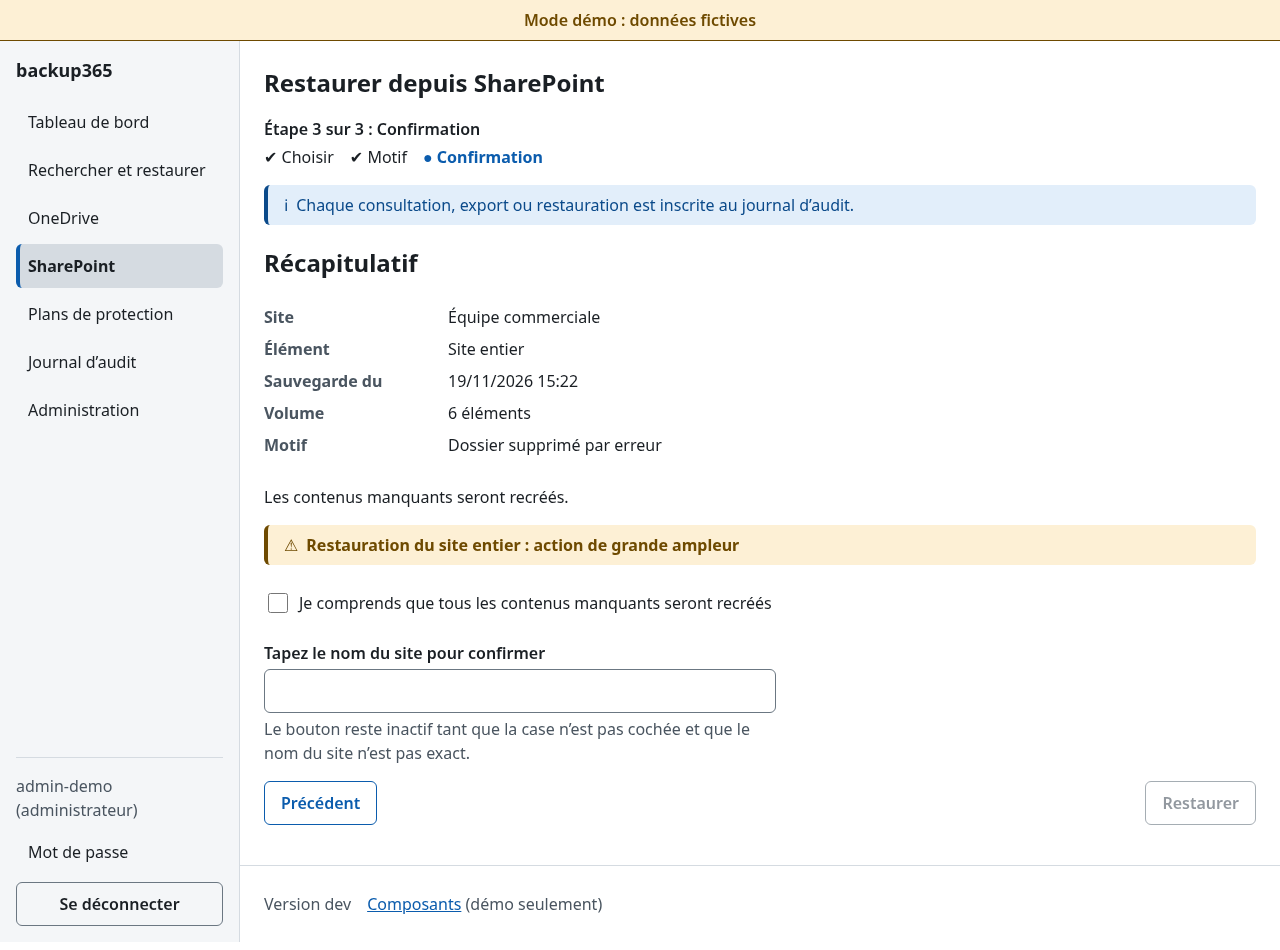 Mode démo : données fictives
backup365
Tableau de bord
Rechercher et restaurer
OneDrive
SharePoint
Plans de protection
Journal d’audit
Administration
admin-demo
(administrateur)
Mot de passe
Se déconnecter
Restaurer depuis SharePoint
Étape 3 sur 3 : Confirmation
✔ Choisir ✔ Motif ● Confirmation
i Chaque consultation, export ou restauration est inscrite au journal d’audit.
Récapitulatif
Site Équipe commerciale
Élément Site entier
Sauvegarde du 19/11/2026 15:22
Volume 6 éléments
Motif Dossier supprimé par erreur
Les contenus manquants seront recréés.
⚠ Restauration du site entier : action de grande ampleur
Je comprends que tous les contenus manquants seront recréés
Tapez le nom du site pour confirmer
Le bouton reste inactif tant que la case n’est pas cochée et que le
nom du site n’est pas exact.
Précédent Restaurer
Version dev Composants (démo seulement)